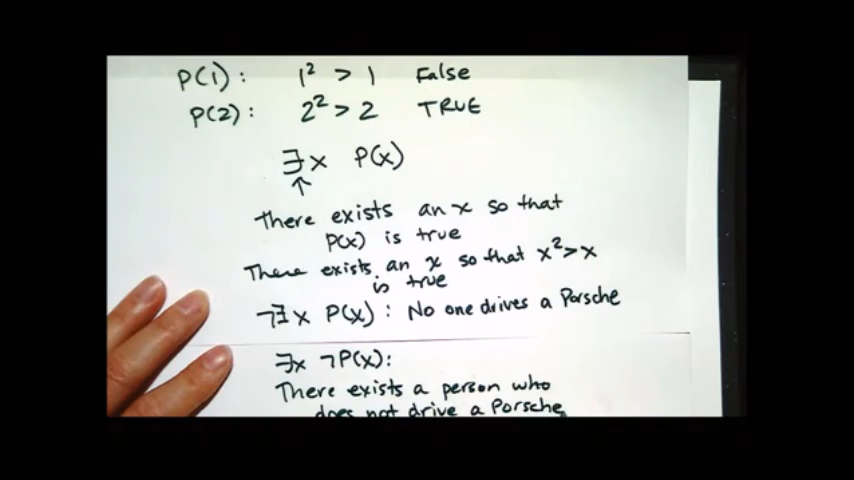 P(1): 1² > 1 False
P(2): 2² > 2 TRUE
∃x P(x)
↑
There exists an x so that
P(x) is true
There exists an x so that x² > x
is true
¬∃x P(x): No one drives a Porsche
∃x ¬P(x):
There exists a person who
does not drive a Porsche